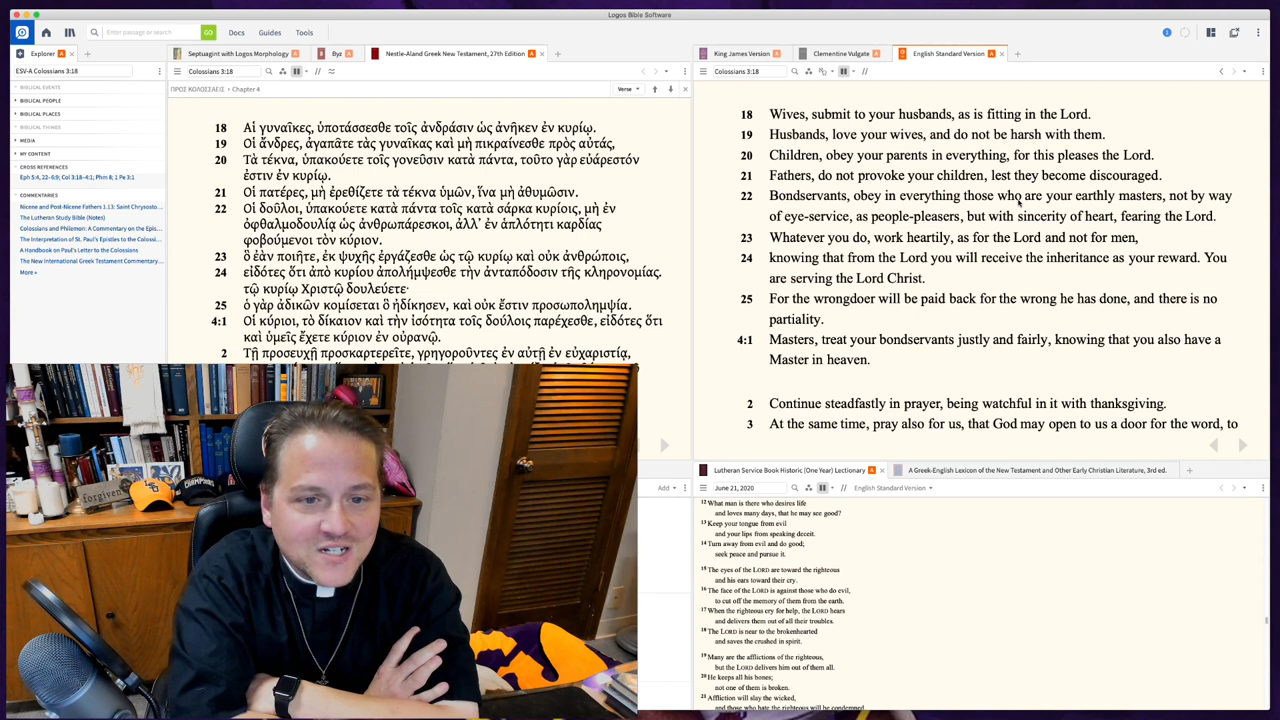 Logos Bible Software
Enter passage or search
GO
Docs
Guides
Tools
Explorer A
Septuagint with Logos Morphology A
Byz A
Nestle-Aland Greek New Testament, 27th Edition A
King James Version A
Clementine Vulgate A
English Standard Version A
ESV-A Colossians 3:18
BIBLICAL EVENTS
BIBLICAL PEOPLE
BIBLICAL PLACES
BIBLICAL THINGS
MEDIA
MY CONTENT
CROSS REFERENCES
Eph 5:4, 22–6:9; Col 3:18–4:1; Phm 8; 1 Pe 3:1
COMMENTARIES
Nicene and Post-Nicene Fathers 1.13: Saint Chrysosto...
The Lutheran Study Bible (Notes)
Colossians and Philemon: A Commentary on the Epis...
The Interpretation of St. Paul's Epistles to the Colossi...
A Handbook on Paul's Letter to the Colossians
The New International Greek Testament Commentary...
More »
Colossians 3:18
ΠΡΟΣ ΚΟΛΟΣΣΑΕΙΣ › Chapter 4
Verse
18 Αἱ γυναῖκες, ὑποτάσσεσθε τοῖς ἀνδράσιν ὡς ἀνῆκεν ἐν κυρίῳ.
19 Οἱ ἄνδρες, ἀγαπᾶτε τὰς γυναῖκας καὶ μὴ πικραίνεσθε πρὸς αὐτάς,
20 Τὰ τέκνα, ὑπακούετε τοῖς γονεῦσιν κατὰ πάντα, τοῦτο γὰρ εὐάρεστόν
ἐστιν ἐν κυρίῳ.
21 Οἱ πατέρες, μὴ ἐρεθίζετε τὰ τέκνα ὑμῶν, ἵνα μὴ ἀθυμῶσιν.
22 Οἱ δοῦλοι, ὑπακούετε κατὰ πάντα τοῖς κατὰ σάρκα κυρίοις, μὴ ἐν
ὀφθαλμοδουλίᾳ ὡς ἀνθρωπάρεσκοι, ἀλλ᾽ ἐν ἁπλότητι καρδίας
φοβούμενοι τὸν κύριον.
23 ὃ ἐὰν ποιῆτε, ἐκ ψυχῆς ἐργάζεσθε ὡς τῷ κυρίῳ καὶ οὐκ ἀνθρώποις,
24 εἰδότες ὅτι ἀπὸ κυρίου ἀπολήμψεσθε τὴν ἀνταπόδοσιν τῆς κληρονομίας.
τῷ κυρίῳ Χριστῷ δουλεύετε·
25 ὁ γὰρ ἀδικῶν κομίσεται ὃ ἠδίκησεν, καὶ οὐκ ἔστιν προσωπολημψία.
4:1 Οἱ κύριοι, τὸ δίκαιον καὶ τὴν ἰσότητα τοῖς δούλοις παρέχεσθε, εἰδότες ὅτι
καὶ ὑμεῖς ἔχετε κύριον ἐν οὐρανῷ.
2 Τῇ προσευχῇ προσκαρτερεῖτε, γρηγοροῦντες ἐν αὐτῇ ἐν εὐχαριστίᾳ,
Colossians 3:18
18 Wives, submit to your husbands, as is fitting in the Lord.
19 Husbands, love your wives, and do not be harsh with them.
20 Children, obey your parents in everything, for this pleases the Lord.
21 Fathers, do not provoke your children, lest they become discouraged.
22 Bondservants, obey in everything those who are your earthly masters, not by way
of eye-service, as people-pleasers, but with sincerity of heart, fearing the Lord.
23 Whatever you do, work heartily, as for the Lord and not for men,
24 knowing that from the Lord you will receive the inheritance as your reward. You
are serving the Lord Christ.
25 For the wrongdoer will be paid back for the wrong he has done, and there is no
partiality.
4:1 Masters, treat your bondservants justly and fairly, knowing that you also have a
Master in heaven.
2 Continue steadfastly in prayer, being watchful in it with thanksgiving.
3 At the same time, pray also for us, that God may open to us a door for the word, to
Add
Lutheran Service Book Historic (One Year) Lectionary A
A Greek-English Lexicon of the New Testament and Other Early Christian Literature, 3rd ed.
June 21, 2020
English Standard Version
12 What man is there who desires life
and loves many days, that he may see good?
13 Keep your tongue from evil
and your lips from speaking deceit.
14 Turn away from evil and do good;
seek peace and pursue it.
15 The eyes of the LORD are toward the righteous
and his ears toward their cry.
16 The face of the LORD is against those who do evil,
to cut off the memory of them from the earth.
17 When the righteous cry for help, the LORD hears
and delivers them out of all their troubles.
18 The LORD is near to the brokenhearted
and saves the crushed in spirit.
19 Many are the afflictions of the righteous,
but the LORD delivers him out of them all.
20 He keeps all his bones;
not one of them is broken.
21 Affliction will slay the wicked,
and those who hate the righteous will be condemned.